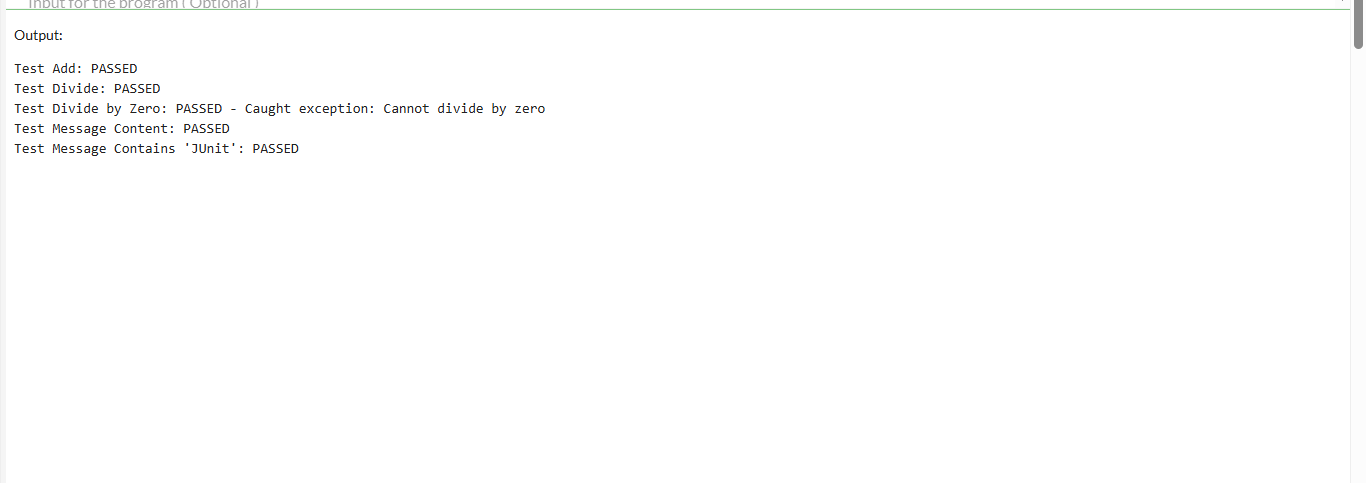 Input for the program ( Optional )
Output:
Test Add: PASSED
Test Divide: PASSED
Test Divide by Zero: PASSED - Caught exception: Cannot divide by zero
Test Message Content: PASSED
Test Message Contains 'JUnit': PASSED